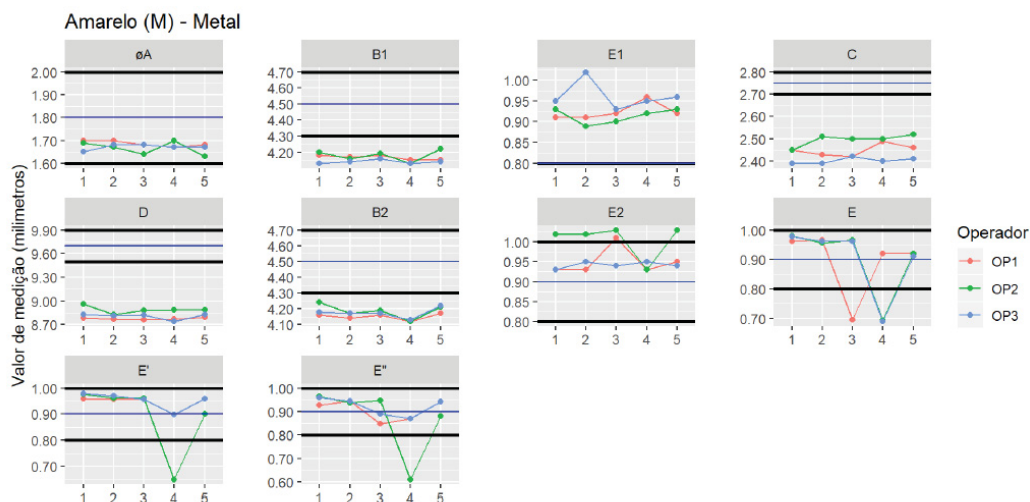 Amarelo (M) - Metal
Valor de medição (milimetros)
øA
2.00
1.90
1.80
1.70
1.60
1 2 3 4 5
B1
4.70
4.50
4.30
4.20
1 2 3 4 5
E1
1.00
0.95
0.90
0.85
0.80
1 2 3 4 5
C
2.80
2.70
2.60
2.50
2.40
1 2 3 4 5
D
9.90
9.60
9.50
9.30
9.00
8.70
1 2 3 4 5
B2
4.70
4.60
4.50
4.40
4.30
4.20
4.10
1 2 3 4 5
E2
1.00
0.95
0.90
0.85
0.80
1 2 3 4 5
E
1.00
0.90
0.80
0.70
1 2 3 4 5
E'
1.00
0.90
0.80
0.70
1 2 3 4 5
E"
1.00
0.90
0.80
0.70
0.60
1 2 3 4 5
Operador
OP1
OP2
OP3